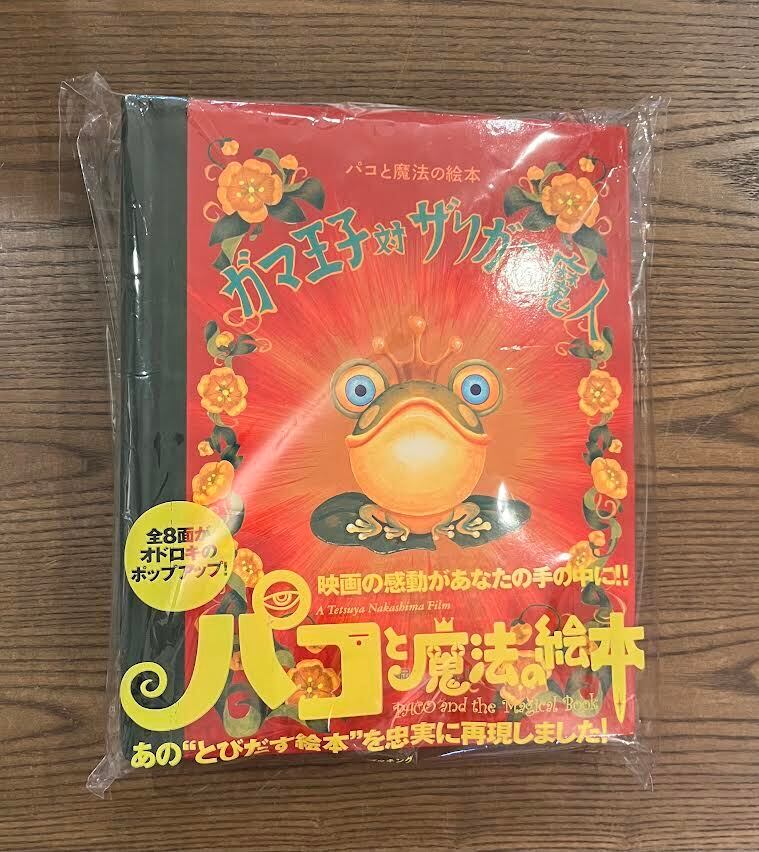 パコと魔法の絵本
ガマ王子対ザリガニ魔人
全8面が
オドロキの
ポップアップ!
映画の感動があなたの手の中に!!
A Tetsuya Nakashima Film
パコと魔法の絵本
PACO and the Magical Book
あの“とびだす絵本”を忠実に再現しました!